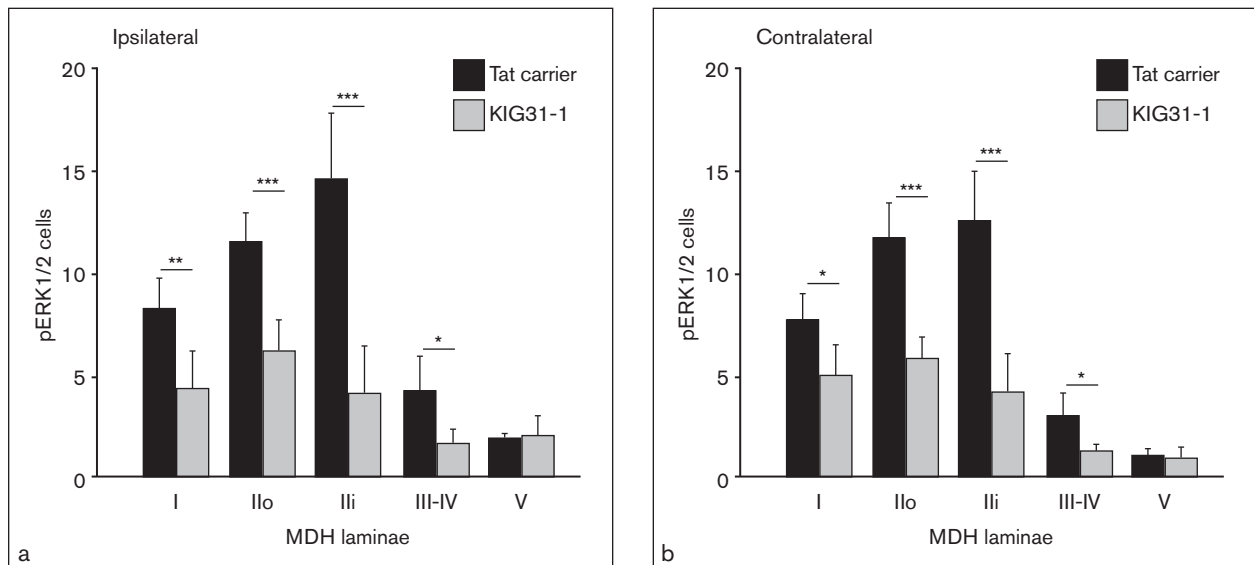 Ipsilateral
Tat carrier
KIG31-1
20
15
10
5
0
pERK1/2 cells
***
***
**
*
I
IIo
IIi
III-IV
V
MDH laminae
a
Contralateral
Tat carrier
KIG31-1
20
15
10
5
0
pERK1/2 cells
***
***
*
*
I
IIo
IIi
III-IV
V
MDH laminae
b